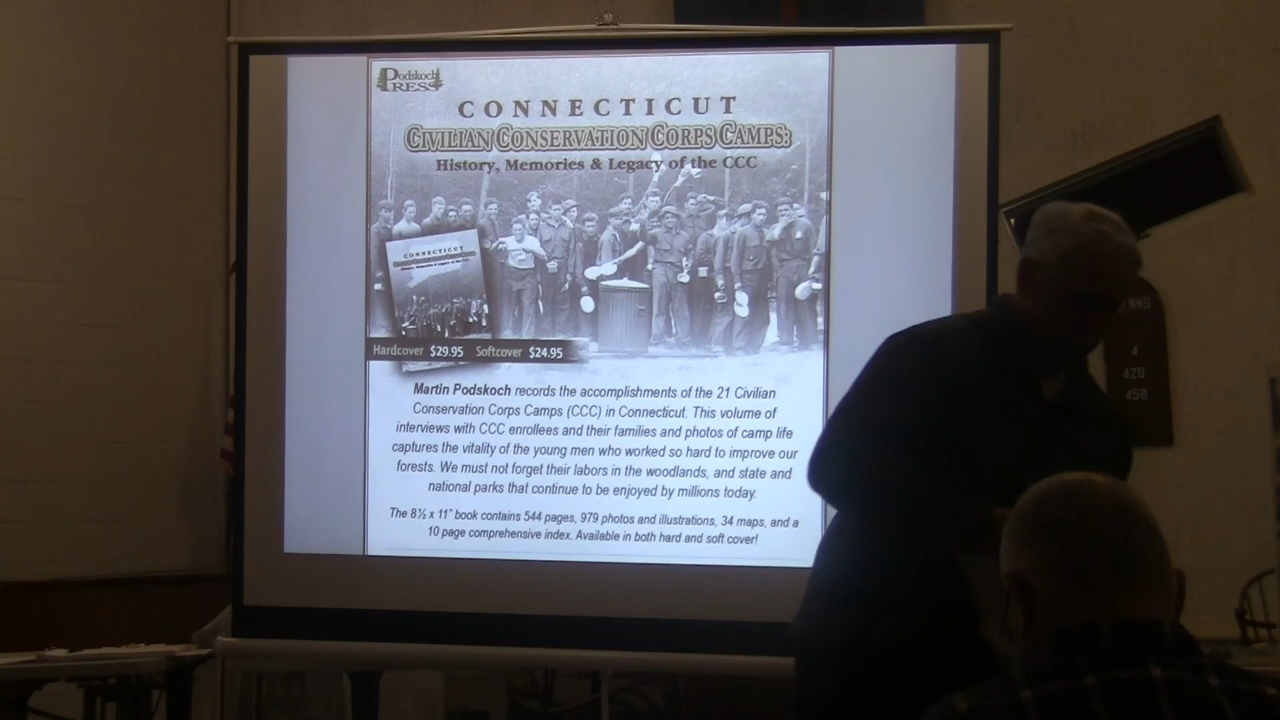 Podskoch
PRESS
CONNECTICUT
CIVILIAN CONSERVATION CORPS CAMPS:
History, Memories & Legacy of the CCC
CONNECTICUT
Hardcover $29.95 Softcover $24.95
Martin Podskoch records the accomplishments of the 21 Civilian
Conservation Corps Camps (CCC) in Connecticut. This volume of
interviews with CCC enrollees and their families and photos of camp life
captures the vitality of the young men who worked so hard to improve our
forests. We must not forget their labors in the woodlands, and state and
national parks that continue to be enjoyed by millions today.
The 8½ x 11" book contains 544 pages, 979 photos and illustrations, 34 maps, and a
10 page comprehensive index. Available in both hard and soft cover!
4
420
458